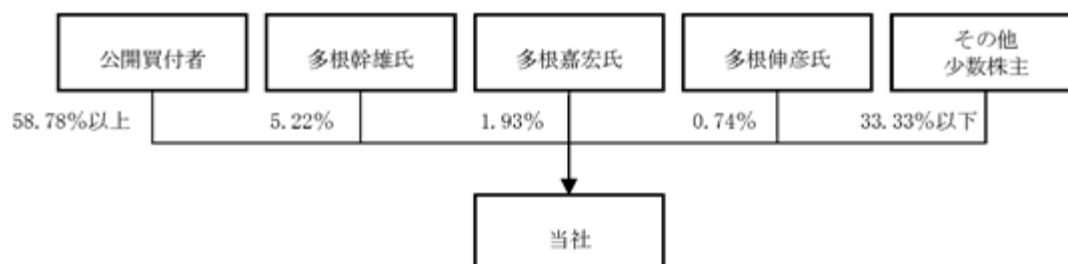 公開買付者
多根幹雄氏
多根嘉宏氏
多根伸彦氏
その他
少数株主
58.78%以上
5.22%
1.93%
0.74%
33.33%以下
当社